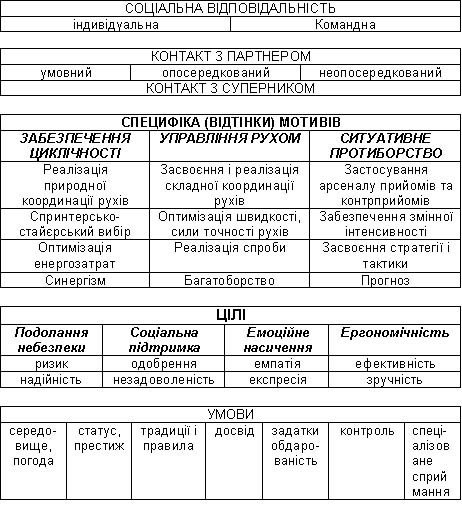 СОЦІАЛЬНА ВІДПОВІДАЛЬНІСТЬ
індивідуальна Командна
КОНТАКТ З ПАРТНЕРОМ
умовний опосередкований неопосередкований
КОНТАКТ З СУПЕРНИКОМ
СПЕЦИФІКА (ВІДТІНКИ) МОТИВІВ
ЗАБЕЗПЕЧЕННЯ УПРАВЛІННЯ РУХОМ СИТУАТИВНЕ
ЦИКЛІЧНОСТІ ПРОТИБОРСТВО
Реалізація Засвоєння і реалізація Застосування
природної складної координації арсеналу прийомів та
координації рухів рухів контрприйомів
Спринтерсько- Оптимізація швидкості, Забезпечення змінної
стайєрський вибір сили точності рухів інтенсивності
Оптимізація Реалізація спроби Засвоєння стратегії і
енергозатрат тактики
Синергізм Багатоборство Прогноз
ЦІЛІ
Подолання Соціальна Емоційне Ергономічність
небезпеки підтримка насичення
ризик одобрення емпатія ефективність
надійність незадоволеність експресія зручність
УМОВИ
середо- статус, традиції і досвід задатки контроль спеці-
вище, престиж правила обдаро- алізов
погода ваність ане
сприй
мання